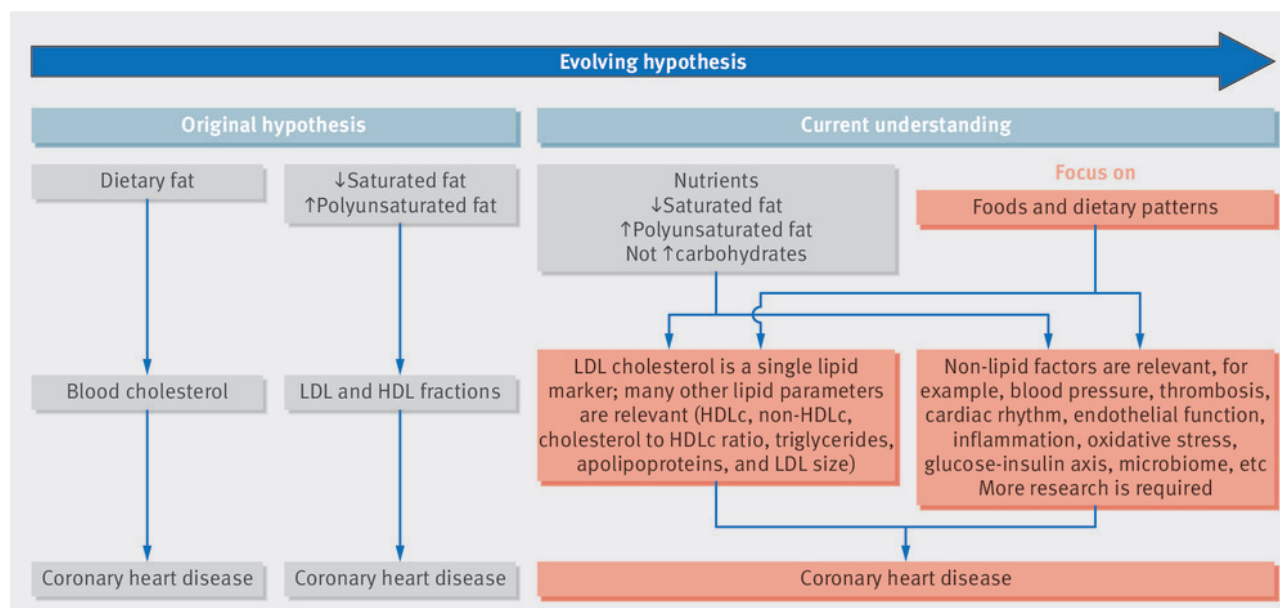 Evolving hypothesis
Original hypothesis
Current understanding
Dietary fat
↓Saturated fat
↑Polyunsaturated fat
Nutrients
↓Saturated fat
↑Polyunsaturated fat
Not ↑carbohydrates
Focus on
Foods and dietary patterns
Blood cholesterol
LDL and HDL fractions
LDL cholesterol is a single lipid
marker; many other lipid parameters
are relevant (HDLc, non-HDLc,
cholesterol to HDLc ratio, triglycerides,
apolipoproteins, and LDL size)
Non-lipid factors are relevant, for
example, blood pressure, thrombosis,
cardiac rhythm, endothelial function,
inflammation, oxidative stress,
glucose-insulin axis, microbiome, etc
More research is required
Coronary heart disease
Coronary heart disease
Coronary heart disease